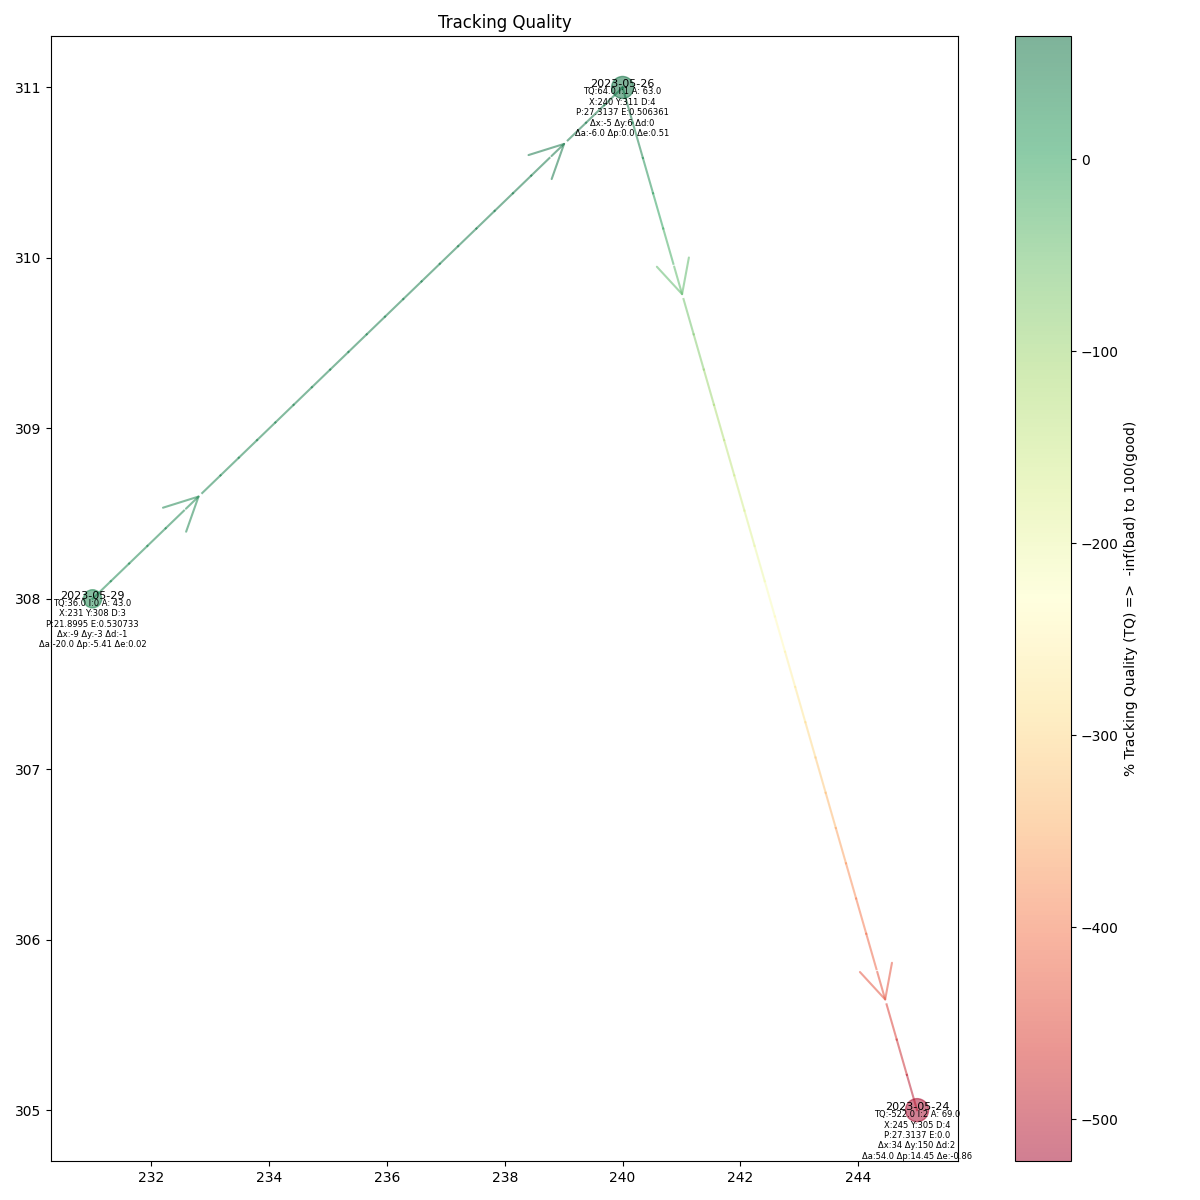 Tracking Quality
2023-05-26
TQ:64.0 I:1 A: 63.0
X:240 Y:311 D:4
P:27.3137 E:0.506361
Δx:-5 Δy:6 Δd:0
Δa:-6.0 Δp:0.0 Δe:0.51
2023-05-29
TQ:36.0 I:0 A: 43.0
X:231 Y:308 D:3
P:21.8995 E:0.530733
Δx:-9 Δy:-3 Δd:-1
Δa:-20.0 Δp:-5.41 Δe:0.02
2023-05-24
TQ:-522.0 I:2 A: 69.0
X:245 Y:305 D:4
P:27.3137 E:0.0
Δx:34 Δy:150 Δd:2
Δa:54.0 Δp:14.45 Δe:-0.86
311
310
309
308
307
306
305
232
234
236
238
240
242
244
0
−100
−200
−300
−400
−500
% Tracking Quality (TQ) => -inf(bad) to 100(good)